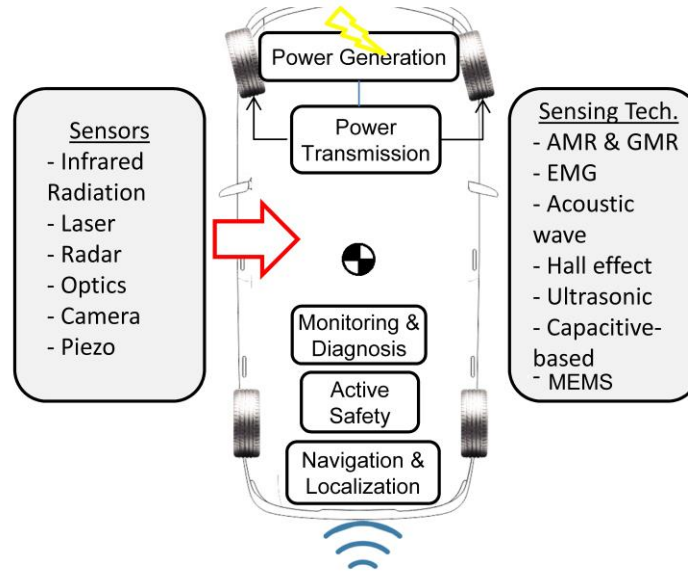 Power Generation
Power
Transmission
Sensors
- Infrared
Radiation
- Laser
- Radar
- Optics
- Camera
- Piezo
Sensing Tech.
- AMR & GMR
- EMG
- Acoustic
wave
- Hall effect
- Ultrasonic
- Capacitive-
based
- MEMS
Monitoring &
Diagnosis
Active
Safety
Navigation &
Localization